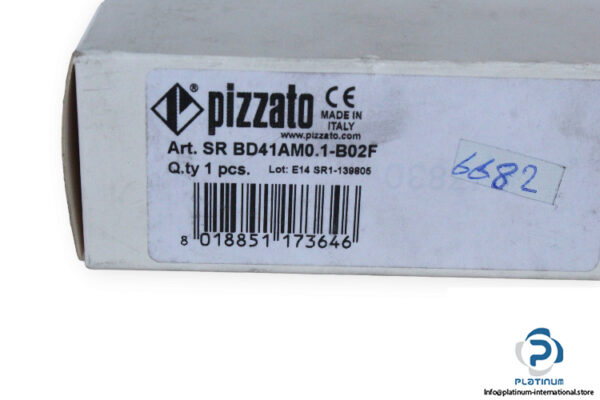 ® pizzato CE
MADE IN
ITALY
www.pizzato.com
Art. SR BD41AM0.1-B02F
Q.ty 1 pcs. Lot: E14 SR1-139805
8 018851 173646
6682
PLATINUM
Info@platinum-international.store